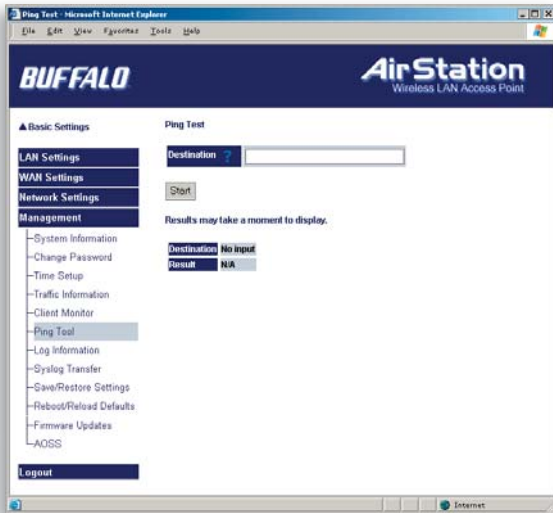 Ping Test - Microsoft Internet Explorer
File Edit View Favorites Tools Help
BUFFALO
AirStation
Wireless LAN Access Point
▲Basic Settings
LAN Settings
WAN Settings
Network Settings
Management
System Information
Change Password
Time Setup
Traffic Information
Client Monitor
Ping Tool
Log Information
Syslog Transfer
Save/Restore Settings
Reboot/Reload Defaults
Firmware Updates
AOSS
Logout
Ping Test
Destination ?
Start
Results may take a moment to display.
Destination No input
Result N/A
Internet